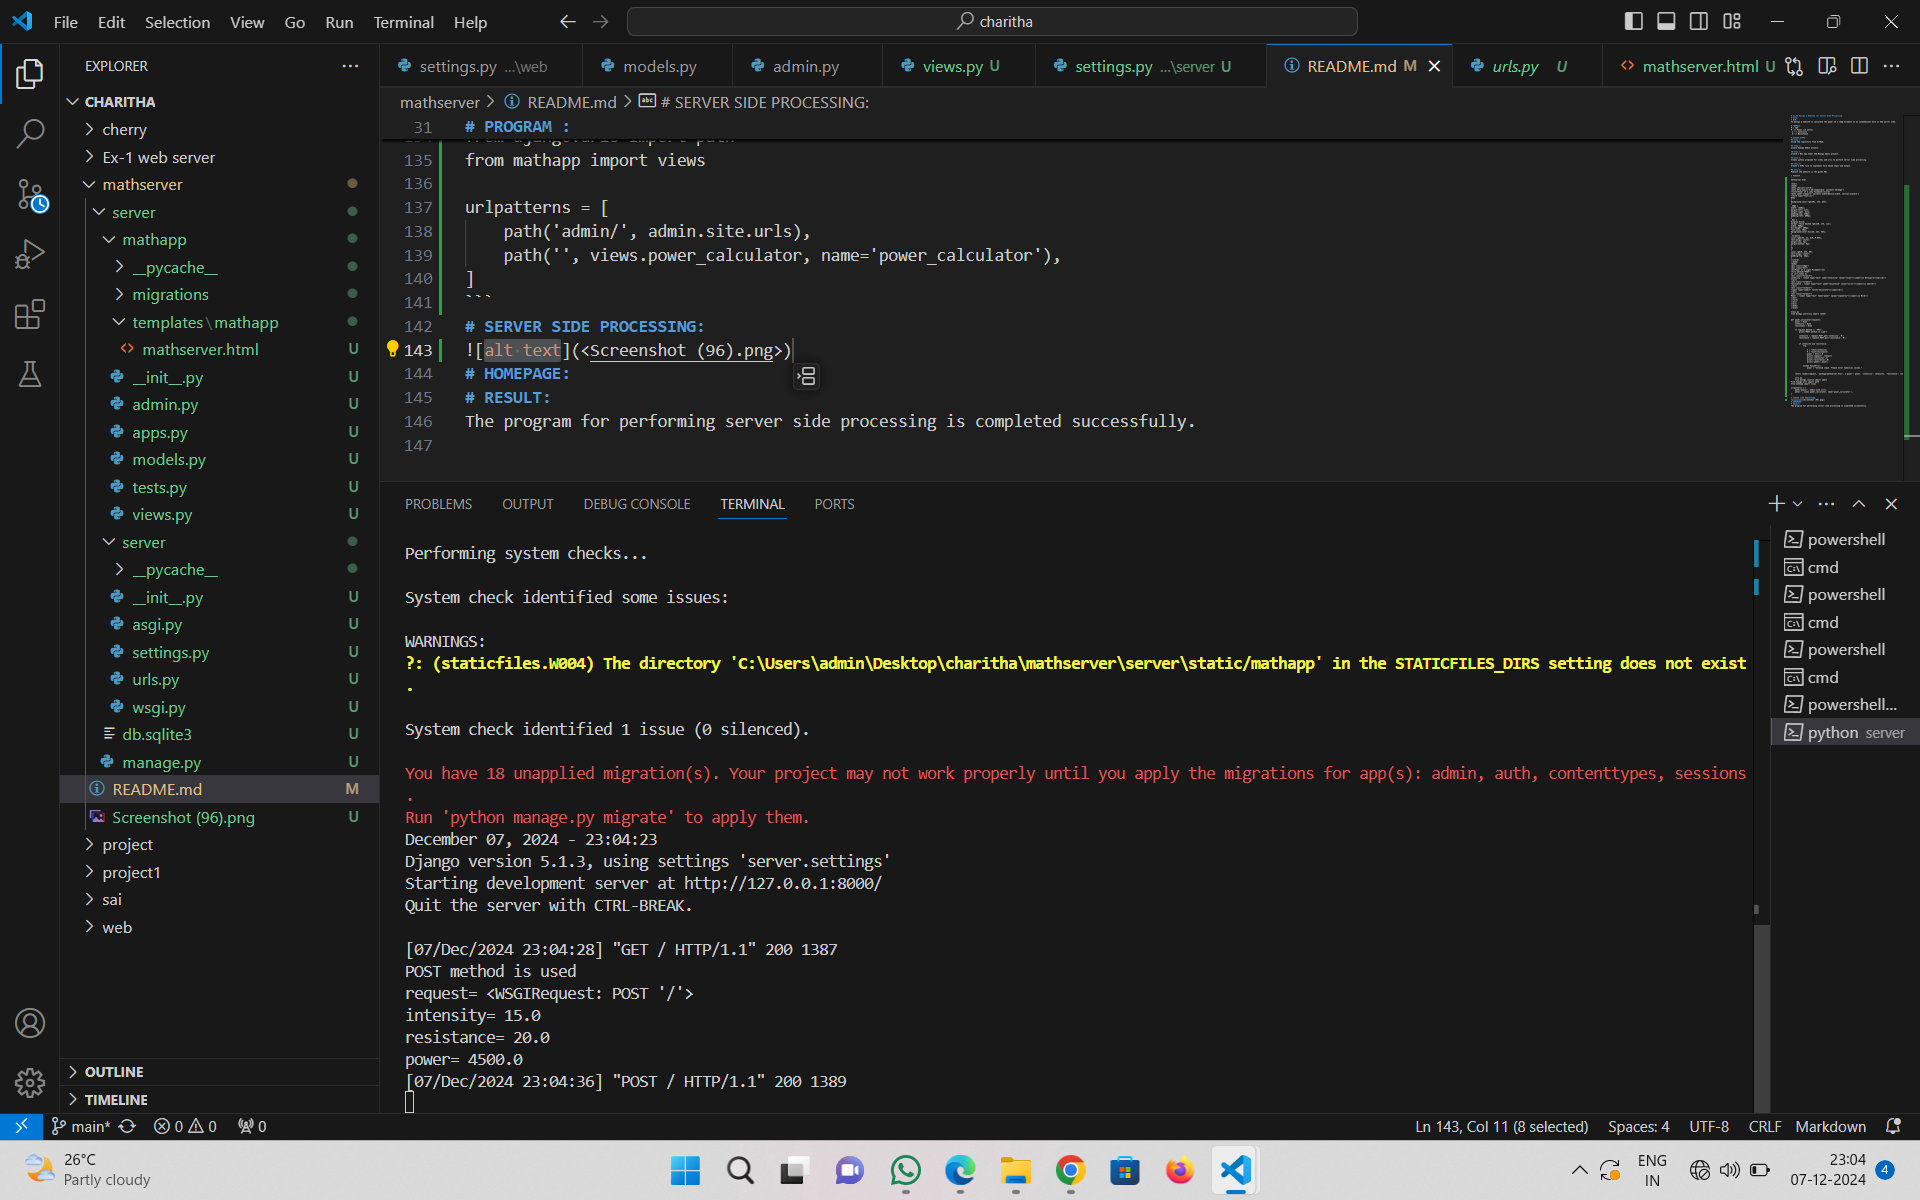 File Edit Selection View Go Run Terminal Help
charitha
EXPLORER
settings.py ...\web
models.py
admin.py
views.py U
settings.py ...\server U
README.md M
urls.py U
mathserver.html U
mathserver > README.md > # SERVER SIDE PROCESSING:
CHARITHA
cherry
Ex-1 web server
mathserver
server
mathapp
__pycache__
migrations
templates\mathapp
mathserver.html U
__init__.py U
admin.py U
apps.py U
models.py U
tests.py U
views.py U
server
__pycache__
__init__.py U
asgi.py U
settings.py U
urls.py U
wsgi.py U
db.sqlite3 U
manage.py U
README.md M
Screenshot (96).png U
project
project1
sai
web
OUTLINE
TIMELINE
31 # PROGRAM :
135 from mathapp import views
136
137 urlpatterns = [
138 path('admin/', admin.site.urls),
139 path('', views.power_calculator, name='power_calculator'),
140 ]
141 ```
142 # SERVER SIDE PROCESSING:
143 ![alt text](<Screenshot (96).png>)
144 # HOMEPAGE:
145 # RESULT:
146 The program for performing server side processing is completed successfully.
147
PROBLEMS OUTPUT DEBUG CONSOLE TERMINAL PORTS
Performing system checks...
System check identified some issues:
WARNINGS:
?: (staticfiles.W004) The directory 'C:\Users\admin\Desktop\charitha\mathserver\server\static/mathapp' in the STATICFILES_DIRS setting does not exist
.
System check identified 1 issue (0 silenced).
You have 18 unapplied migration(s). Your project may not work properly until you apply the migrations for app(s): admin, auth, contenttypes, sessions
.
Run 'python manage.py migrate' to apply them.
December 07, 2024 - 23:04:23
Django version 5.1.3, using settings 'server.settings'
Starting development server at http://127.0.0.1:8000/
Quit the server with CTRL-BREAK.
[07/Dec/2024 23:04:28] "GET / HTTP/1.1" 200 1387
POST method is used
request= <WSGIRequest: POST '/'>
intensity= 15.0
resistance= 20.0
power= 4500.0
[07/Dec/2024 23:04:36] "POST / HTTP/1.1" 200 1389
powershell
cmd
powershell
cmd
powershell
cmd
powershell...
python server
main* 0 0 0
Ln 143, Col 11 (8 selected) Spaces: 4 UTF-8 CRLF Markdown
26°C
Partly cloudy
ENG
IN
23:04
07-12-2024
4